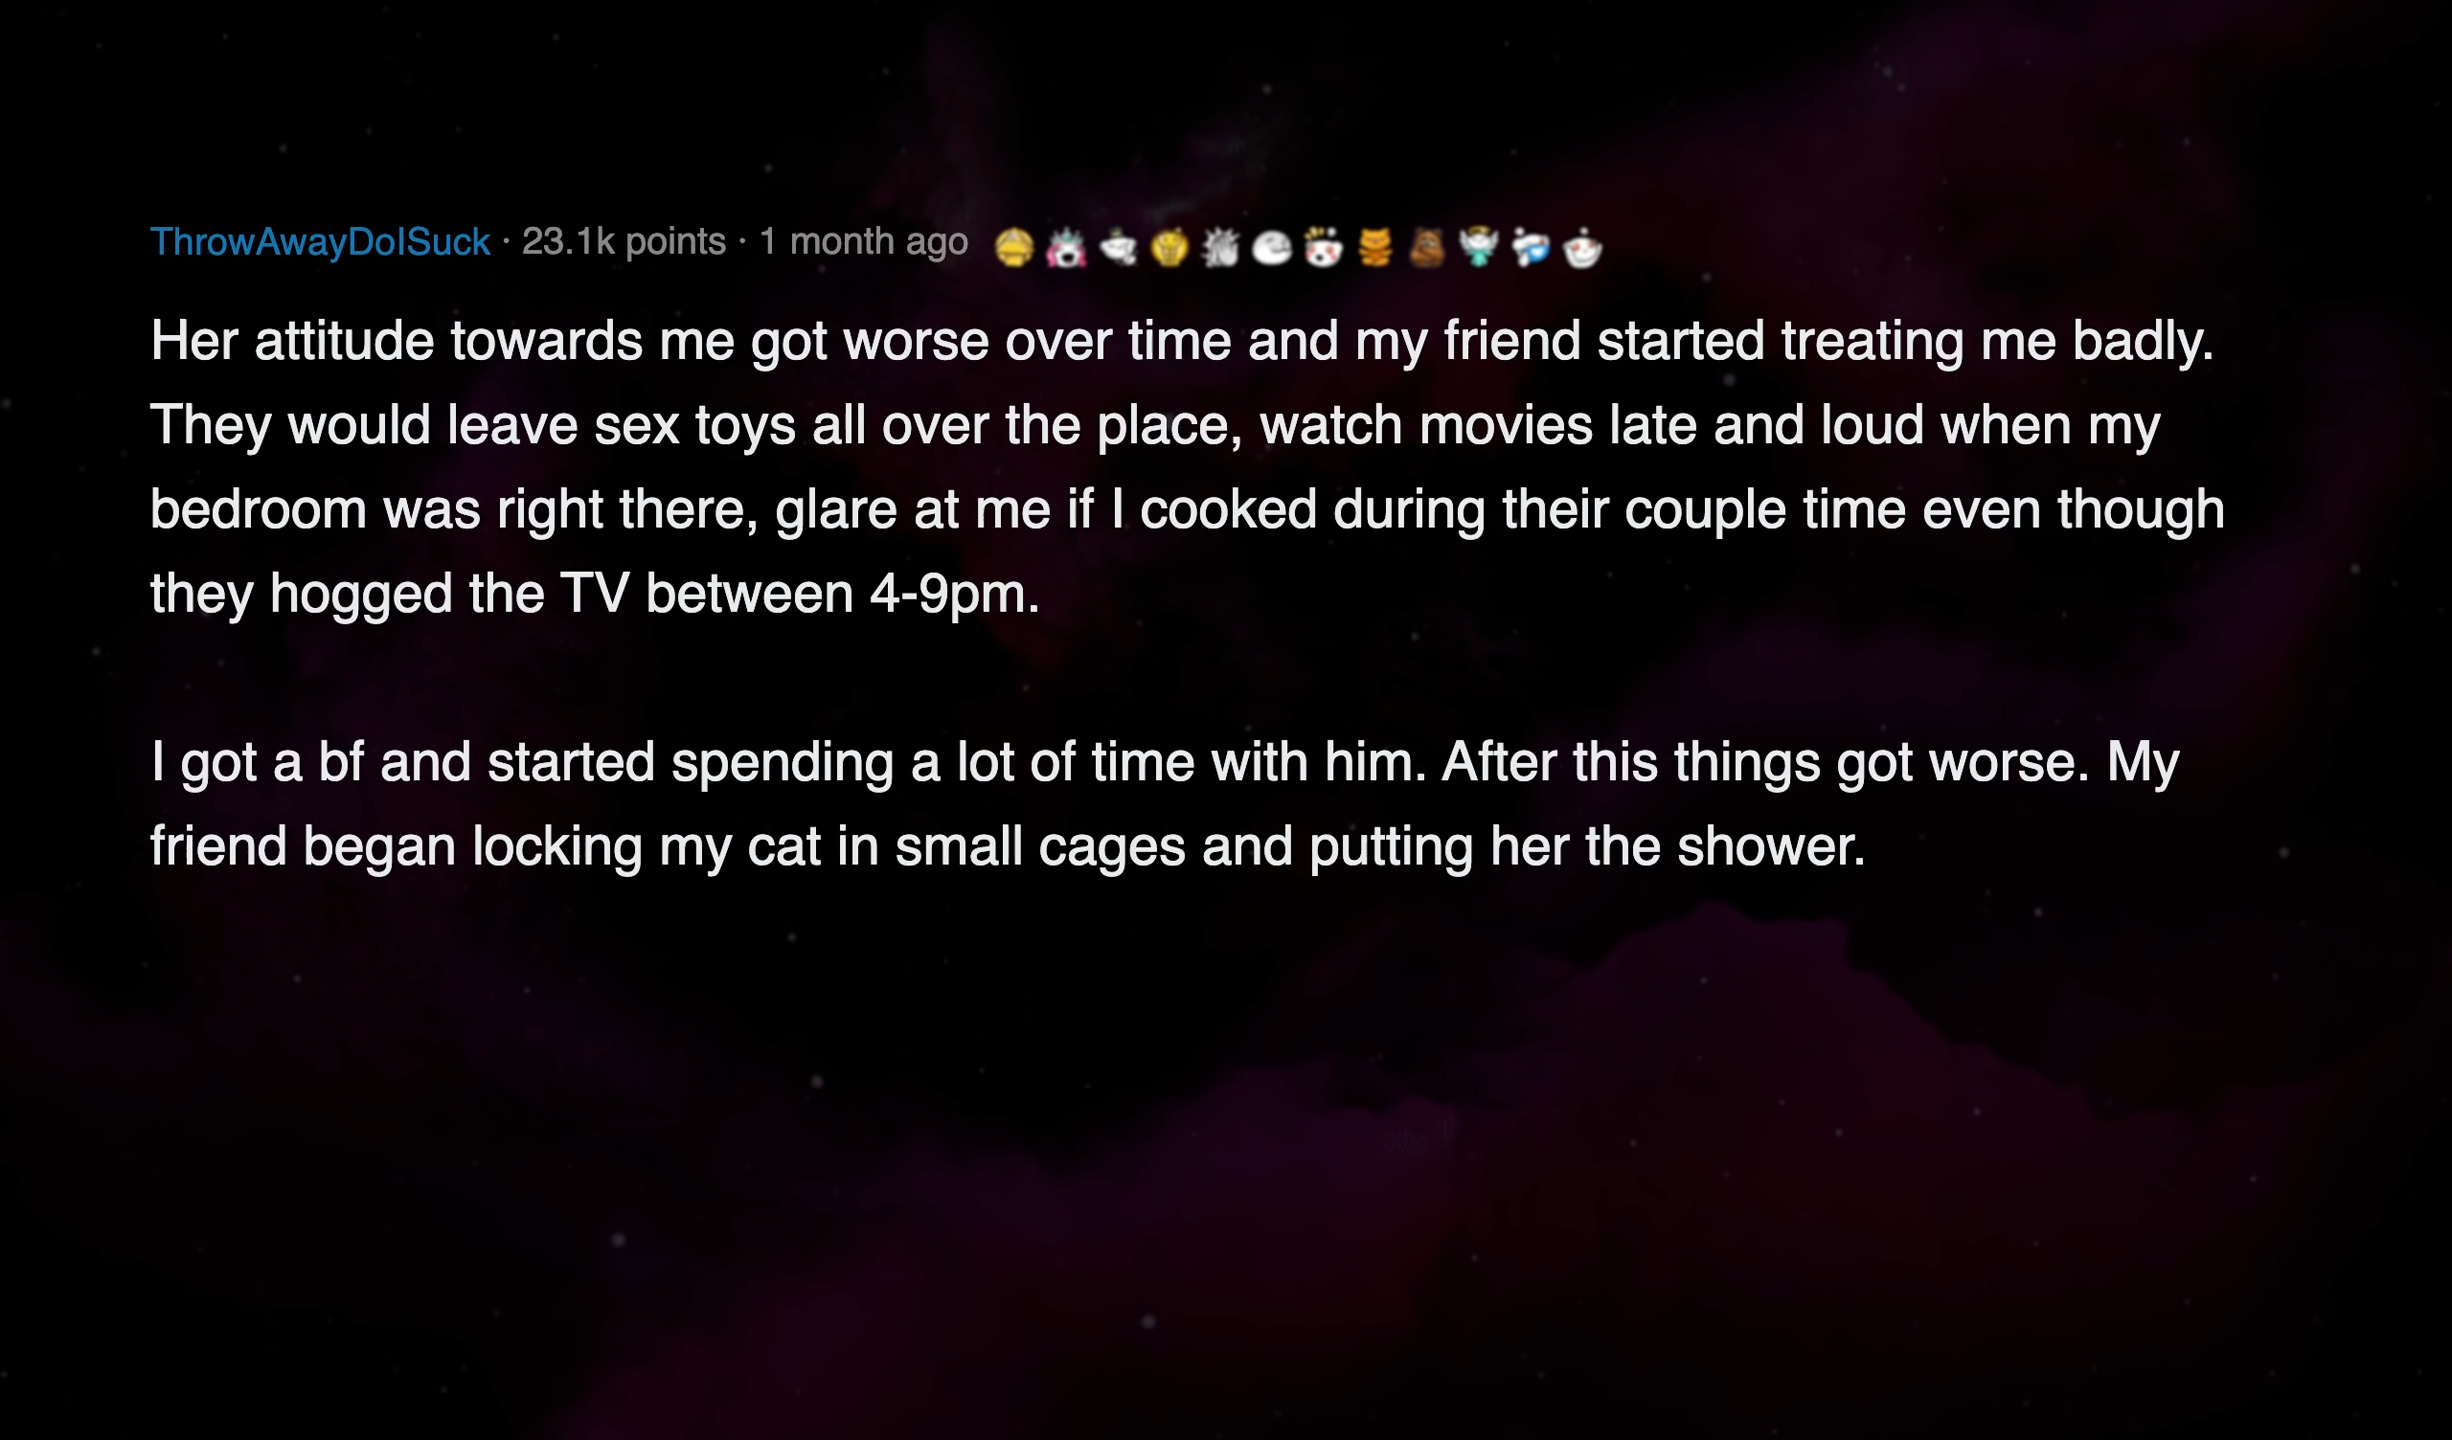 ThrowAwayDoISuck · 23.1k points · 1 month ago
Her attitude towards me got worse over time and my friend started treating me badly.
They would leave sex toys all over the place, watch movies late and loud when my
bedroom was right there, glare at me if I cooked during their couple time even though
they hogged the TV between 4-9pm.
I got a bf and started spending a lot of time with him. After this things got worse. My
friend began locking my cat in small cages and putting her the shower.